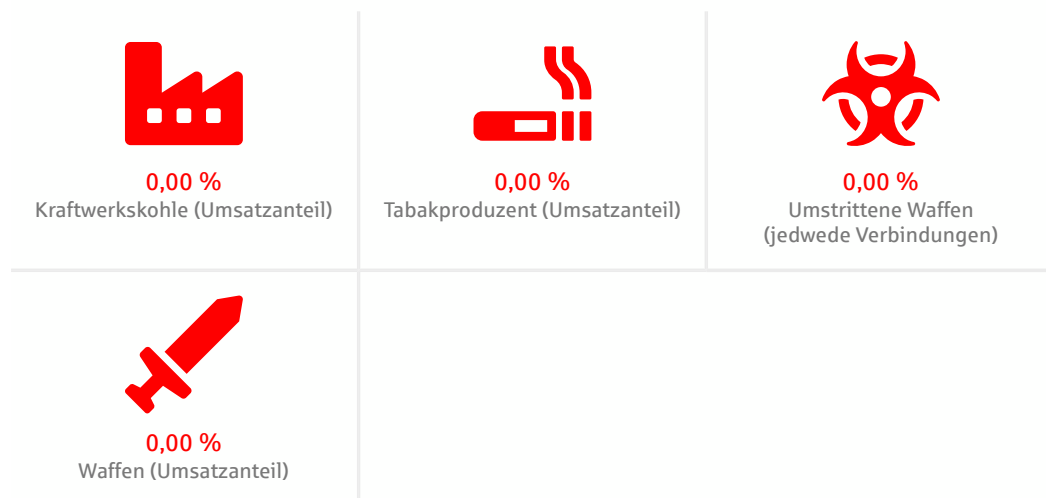 0,00 %
Kraftwerkskohle (Umsatzanteil)
0,00 %
Tabakproduzent (Umsatzanteil)
0,00 %
Umstrittene Waffen
(jedwede Verbindungen)
0,00 %
Waffen (Umsatzanteil)